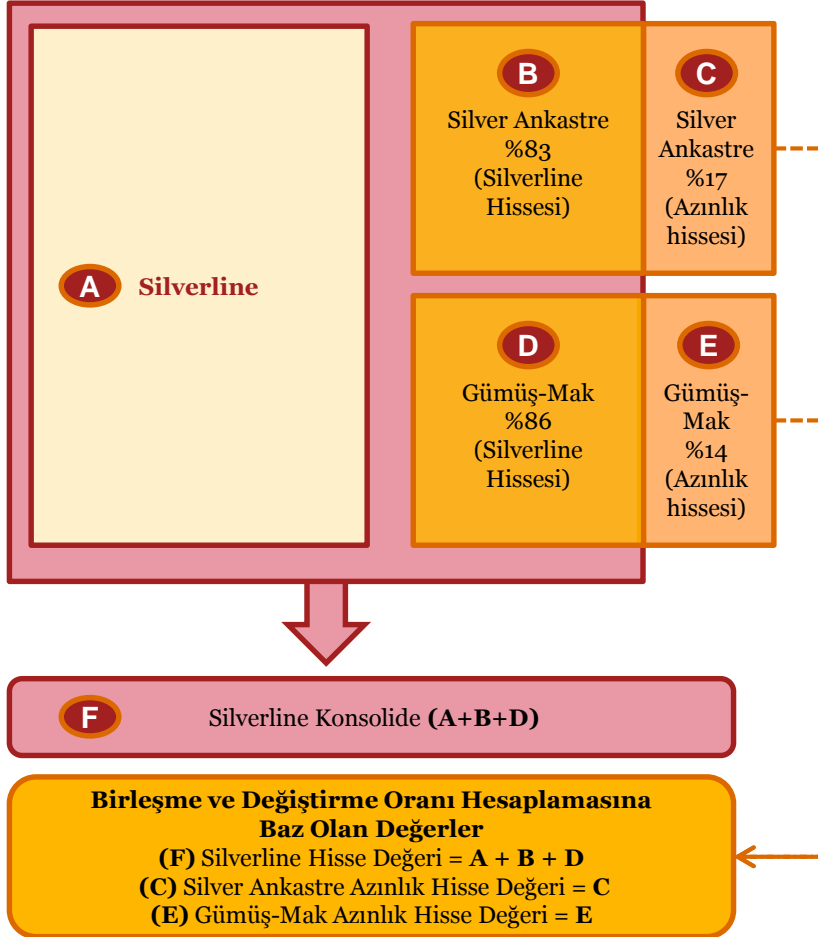 B
Silver Ankastre
%83
(Silverline
Hissesi)
C
Silver
Ankastre
%17
(Azınlık
hissesi)
A
Silverline
D
Gümüş-Mak
%86
(Silverline
Hissesi)
E
Gümüş-
Mak
%14
(Azınlık
hissesi)
F
Silverline Konsolide (A+B+D)
Birleşme ve Değiştirme Oranı Hesaplamasına
Baz Olan Değerler
(F) Silverline Hisse Değeri = A + B + D
(C) Silver Ankastre Azınlık Hisse Değeri = C
(E) Gümüş-Mak Azınlık Hisse Değeri = E